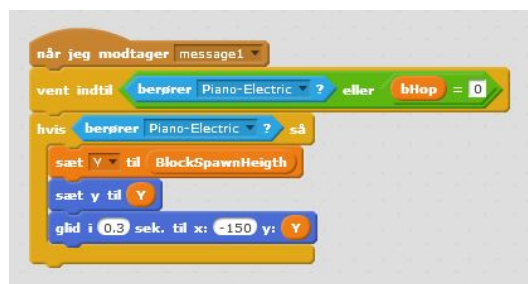 når jeg modtager message1
vent indtil berører Piano-Electric ? eller bHop = 0
hvis berører Piano-Electric ? så
sæt Y til BlockSpawnHeigth
sæt y til Y
glid i 0.3 sek. til x: -150 y: Y